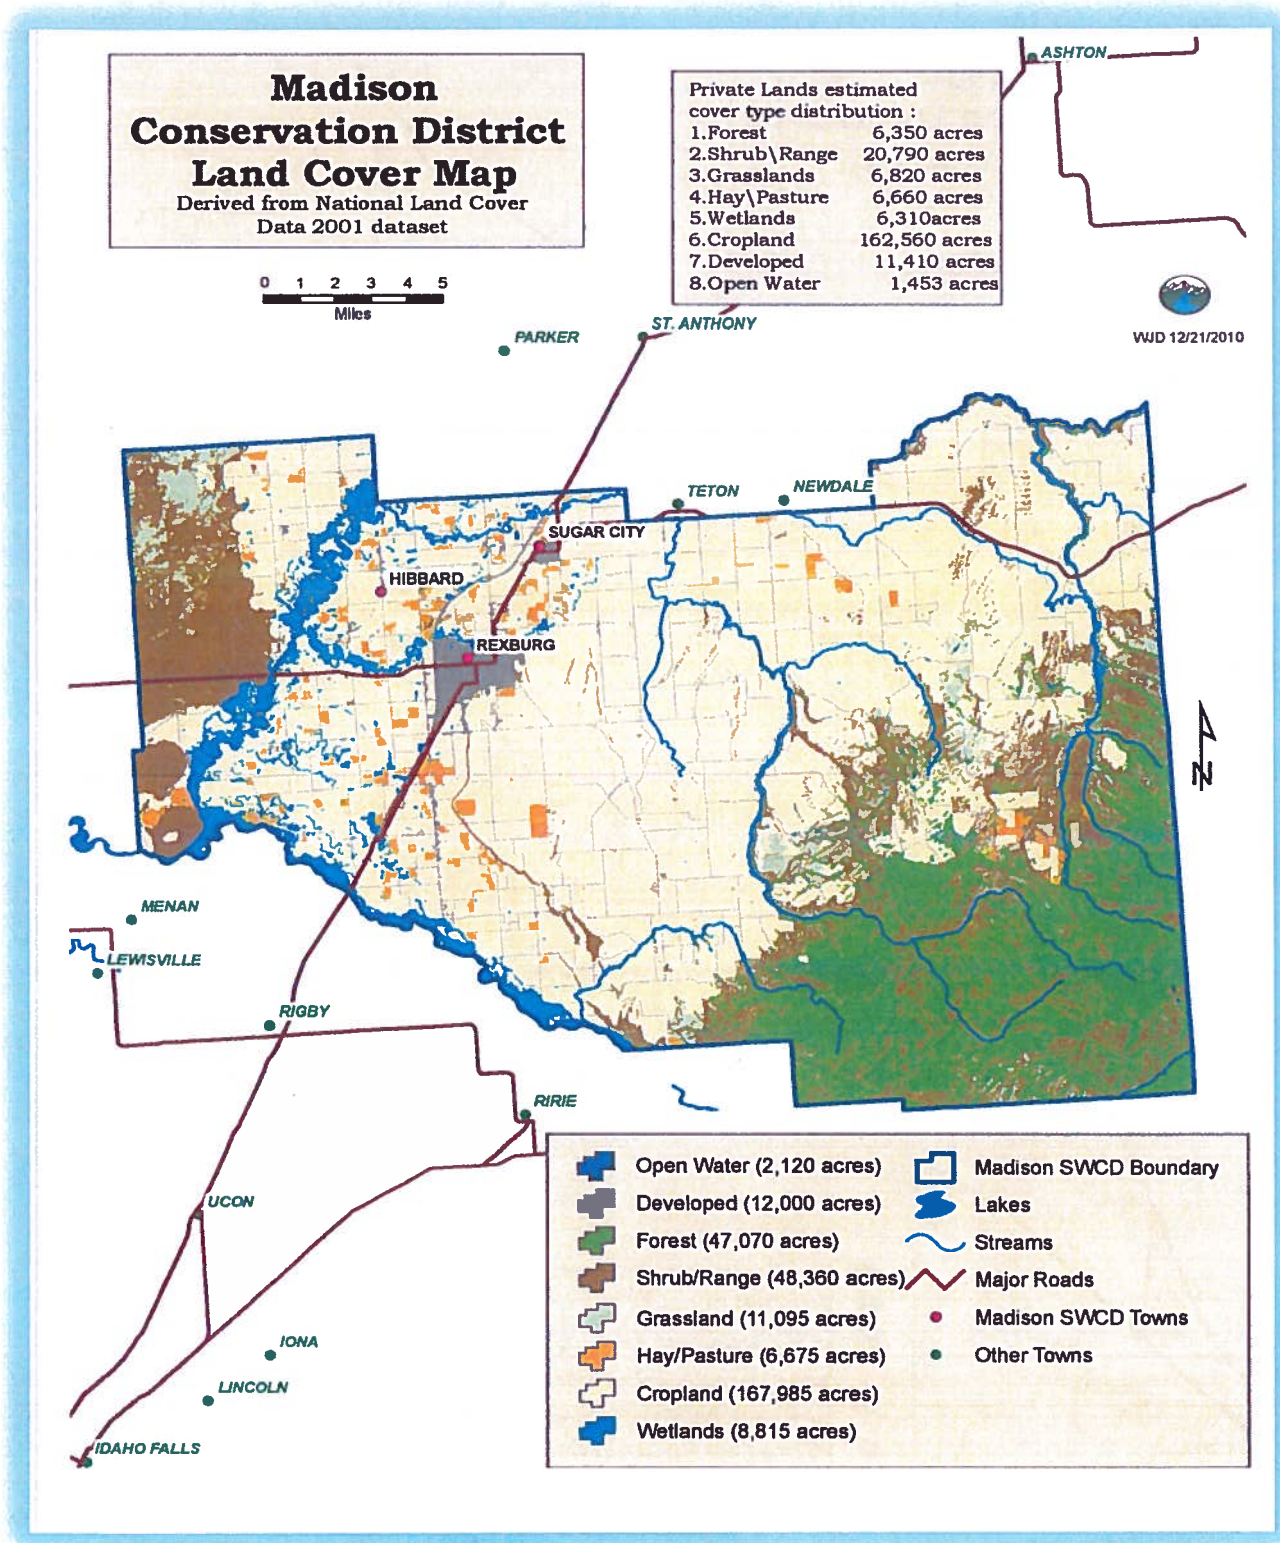 Madison
Conservation District
Land Cover Map
Derived from National Land Cover
Data 2001 dataset
Private Lands estimated
cover type distribution :
1.Forest 6,350 acres
2.Shrub\Range 20,790 acres
3.Grasslands 6,820 acres
4.Hay\Pasture 6,660 acres
5.Wetlands 6,310acres
6.Cropland 162,560 acres
7.Developed 11,410 acres
8.Open Water 1,453 acres
ASHTON
0 1 2 3 4 5
Miles
WJD 12/21/2010
PARKER
ST. ANTHONY
TETON
NEWDALE
SUGAR CITY
HIBBARD
REXBURG
N
MENAN
LEWISVILLE
RIGBY
RIRIE
UCON
IONA
LINCOLN
IDAHO FALLS
Open Water (2,120 acres)
Developed (12,000 acres)
Forest (47,070 acres)
Shrub/Range (48,360 acres)
Grassland (11,095 acres)
Hay/Pasture (6,675 acres)
Cropland (167,985 acres)
Wetlands (8,815 acres)
Madison SWCD Boundary
Lakes
Streams
Major Roads
Madison SWCD Towns
Other Towns